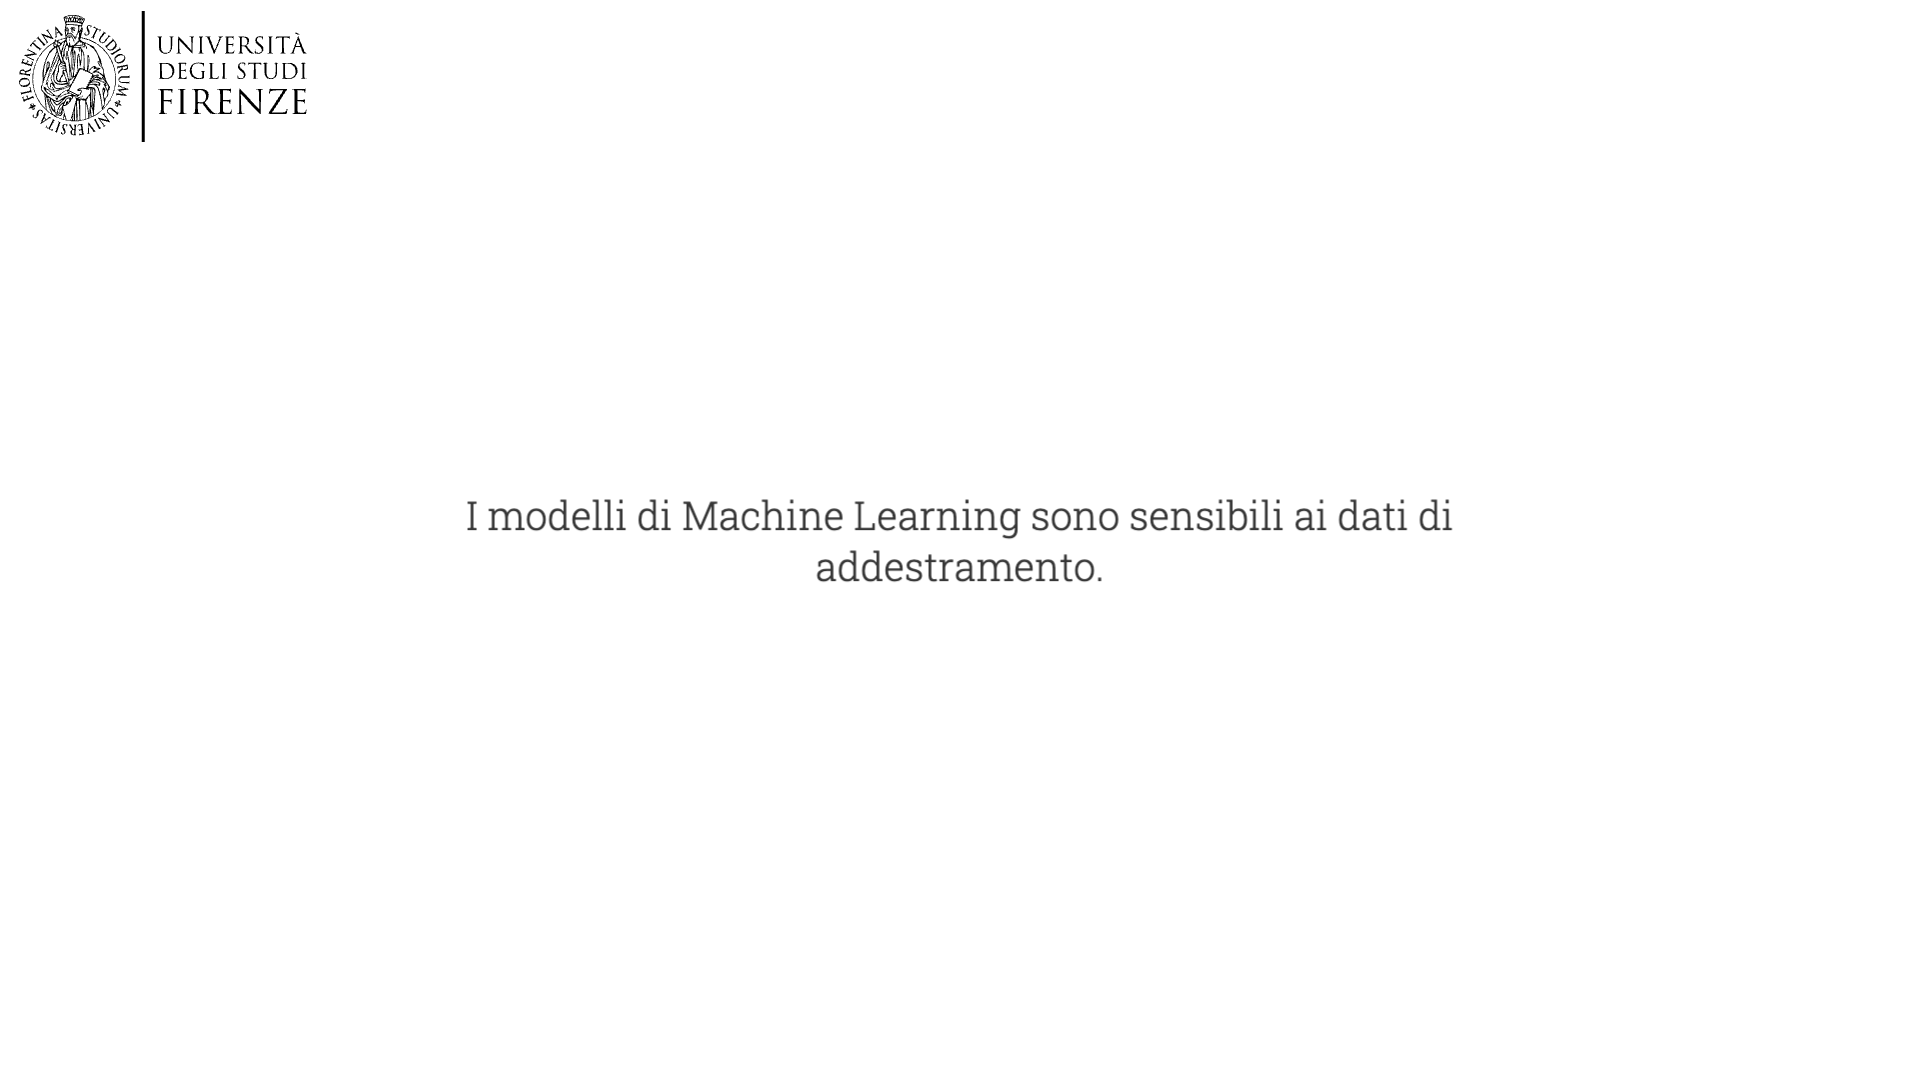 FLORENTINA STUDIORUM UNIVERSITAS
UNIVERSITÀ
DEGLI STUDI
FIRENZE
I modelli di Machine Learning sono sensibili ai dati di
addestramento.